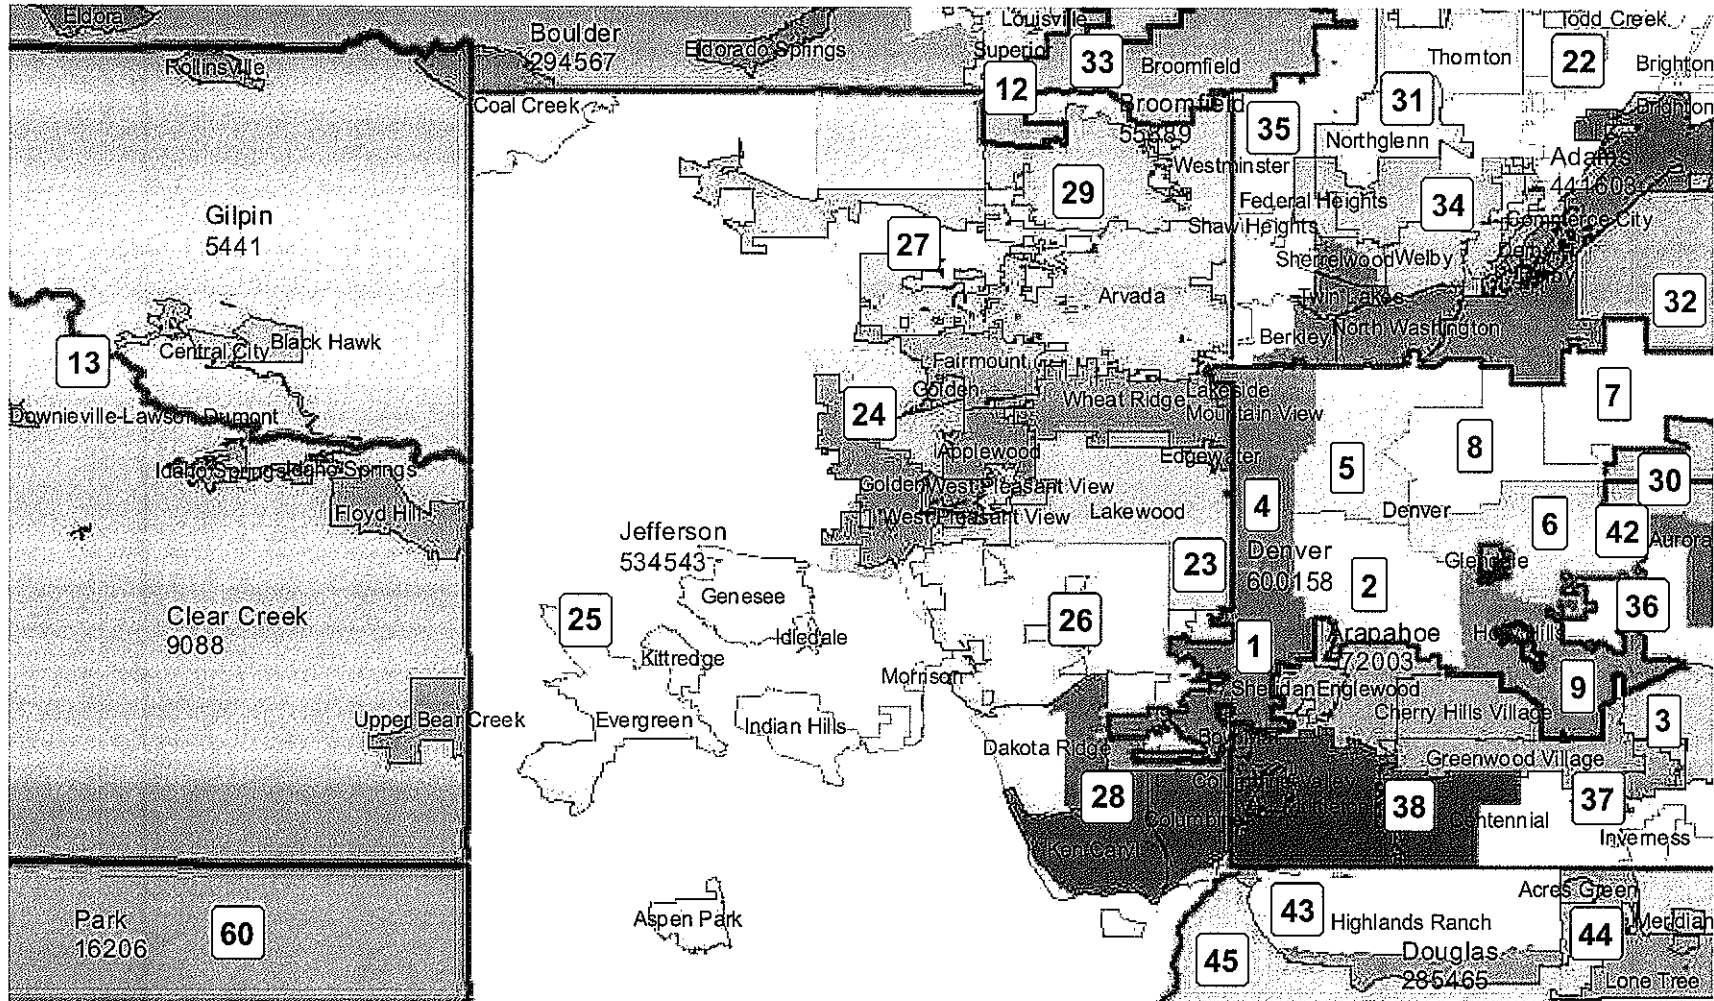 Eldora
Boulder
294567
Eldorado Springs
Louisville
Superior
33
Broomfield
Todd Creek
Thornton
22
Brighton
Rollinsville
12
31
Brighton
Coal Creek
Broomfield
55889
35
Northglenn
Westminster
Adams
441603
29
Gilpin
5441
Federal Heights
34
Shaw Heights
Commerce City
27
Sherrelwood
Welby
Derby
Arvada
Twin Lakes
32
Berkley
North Washington
13
Central City
Black Hawk
Fairmount
Golden
Lakeside
Wheat Ridge
Mountain View
7
Downieville-Lawson-Dumont
24
8
Applewood
Edgewater
5
Idaho Springs
Idaho Springs
30
Golden
West Pleasant View
Floyd Hill
West Pleasant View
Lakewood
4
Denver
6
42
Aurora
Jefferson
534543
Denver
600158
Glendale
23
2
Genesee
Clear Creek
9088
25
Idledale
26
36
Kittredge
1
Arapahoe
572003
Holly Hills
Morrison
Sheridan
Englewood
9
Upper Bear Creek
Evergreen
Indian Hills
Cherry Hills Village
3
Dakota Ridge
Greenwood Village
28
Columbine Valley
38
37
Columbine
Centennial
Inverness
Ken Caryl
Park
16206
60
Aspen Park
Acres Green
43
Highlands Ranch
Meridian
44
Douglas
285465
45
Lone Tree